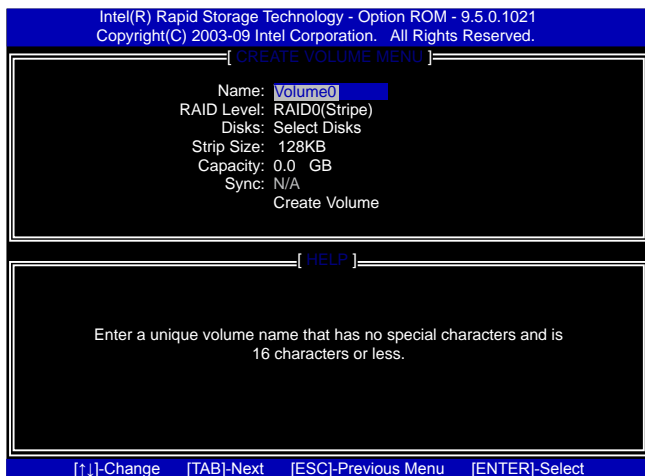 Intel(R) Rapid Storage Technology - Option ROM - 9.5.0.1021
Copyright(C) 2003-09 Intel Corporation. All Rights Reserved.
[ CREATE VOLUME MENU ]
Name: Volume0
RAID Level: RAID0(Stripe)
Disks: Select Disks
Strip Size: 128KB
Capacity: 0.0 GB
Sync: N/A
Create Volume
[ HELP ]
Enter a unique volume name that has no special characters and is
16 characters or less.
[↑↓]-Change [TAB]-Next [ESC]-Previous Menu [ENTER]-Select